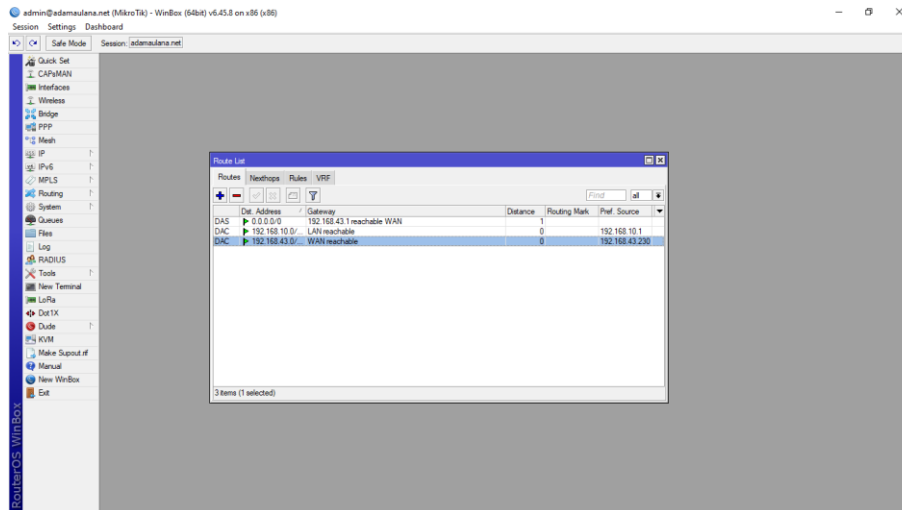 admin@adamaulana.net (MikroTik) - WinBox (64bit) v6.45.8 on x86 (x86)
Session Settings Dashboard
Safe Mode Session: adamaulana.net
Quick Set
CAPsMAN
Interfaces
Wireless
Bridge
PPP
Mesh
IP
IPv6
MPLS
Routing
System
Queues
Files
Log
RADIUS
Tools
New Terminal
LoRa
Dot1X
Dude
KVM
Make Supout.rif
Manual
New WinBox
Exit
RouterOS WinBox
Route List
Routes Nexthops Rules VRF
Find all
Dst. Address Gateway Distance Routing Mark Pref. Source
DAS 0.0.0.0/0 192.168.43.1 reachable WAN 1
DAC 192.168.10.0/... LAN reachable 0 192.168.10.1
DAC 192.168.43.0/... WAN reachable 0 192.168.43.230
3 items (1 selected)